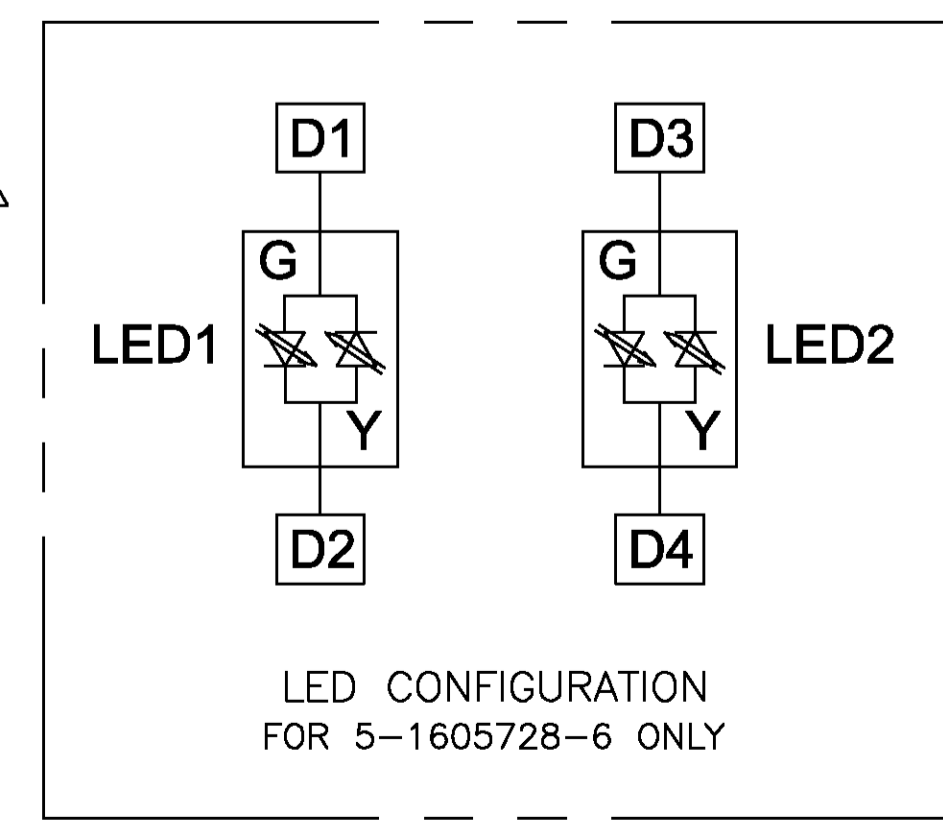 D1 D3
G G
LED1 LED2
Y Y
D2 D4
LED CONFIGURATION
FOR 5-1605728-6 ONLY